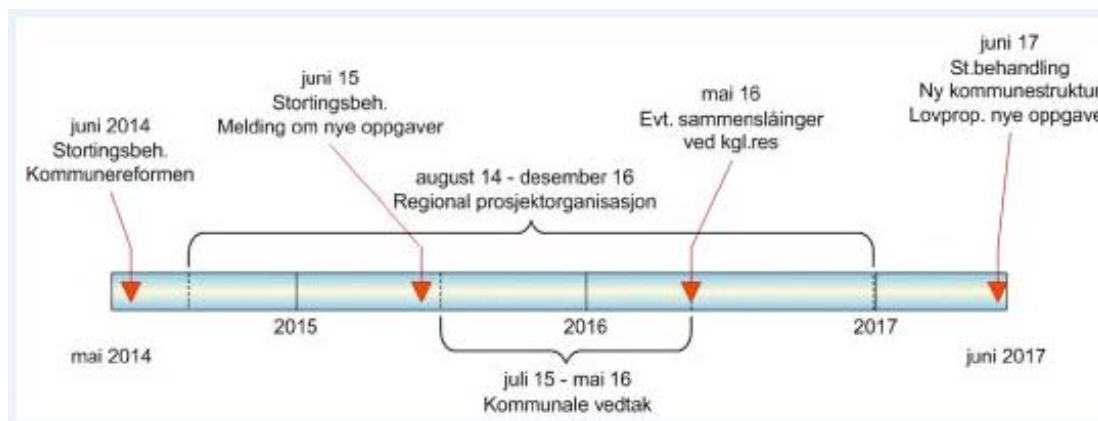 juni 2014
Stortingsbeh.
Kommunereformen
juni 15
Stortingsbeh.
Melding om nye oppgaver
august 14 - desember 16
Regional prosjektorganisasjon
mai 16
Evt. sammenslåinger
ved kgl.res
juni 17
St.behandling
Ny kommunestruktur
Lovprop. nye oppgave
2015
2016
2017
mai 2014
juni 2017
juli 15 - mai 16
Kommunale vedtak